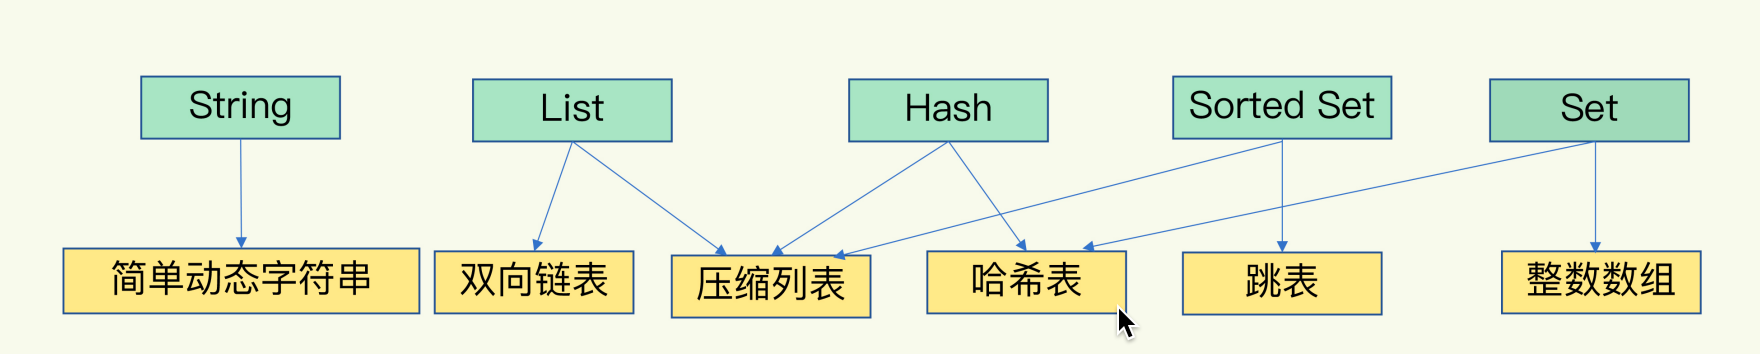 String
List
Hash
Sorted Set
Set
简单动态字符串
双向链表
压缩列表
哈希表
跳表
整数数组